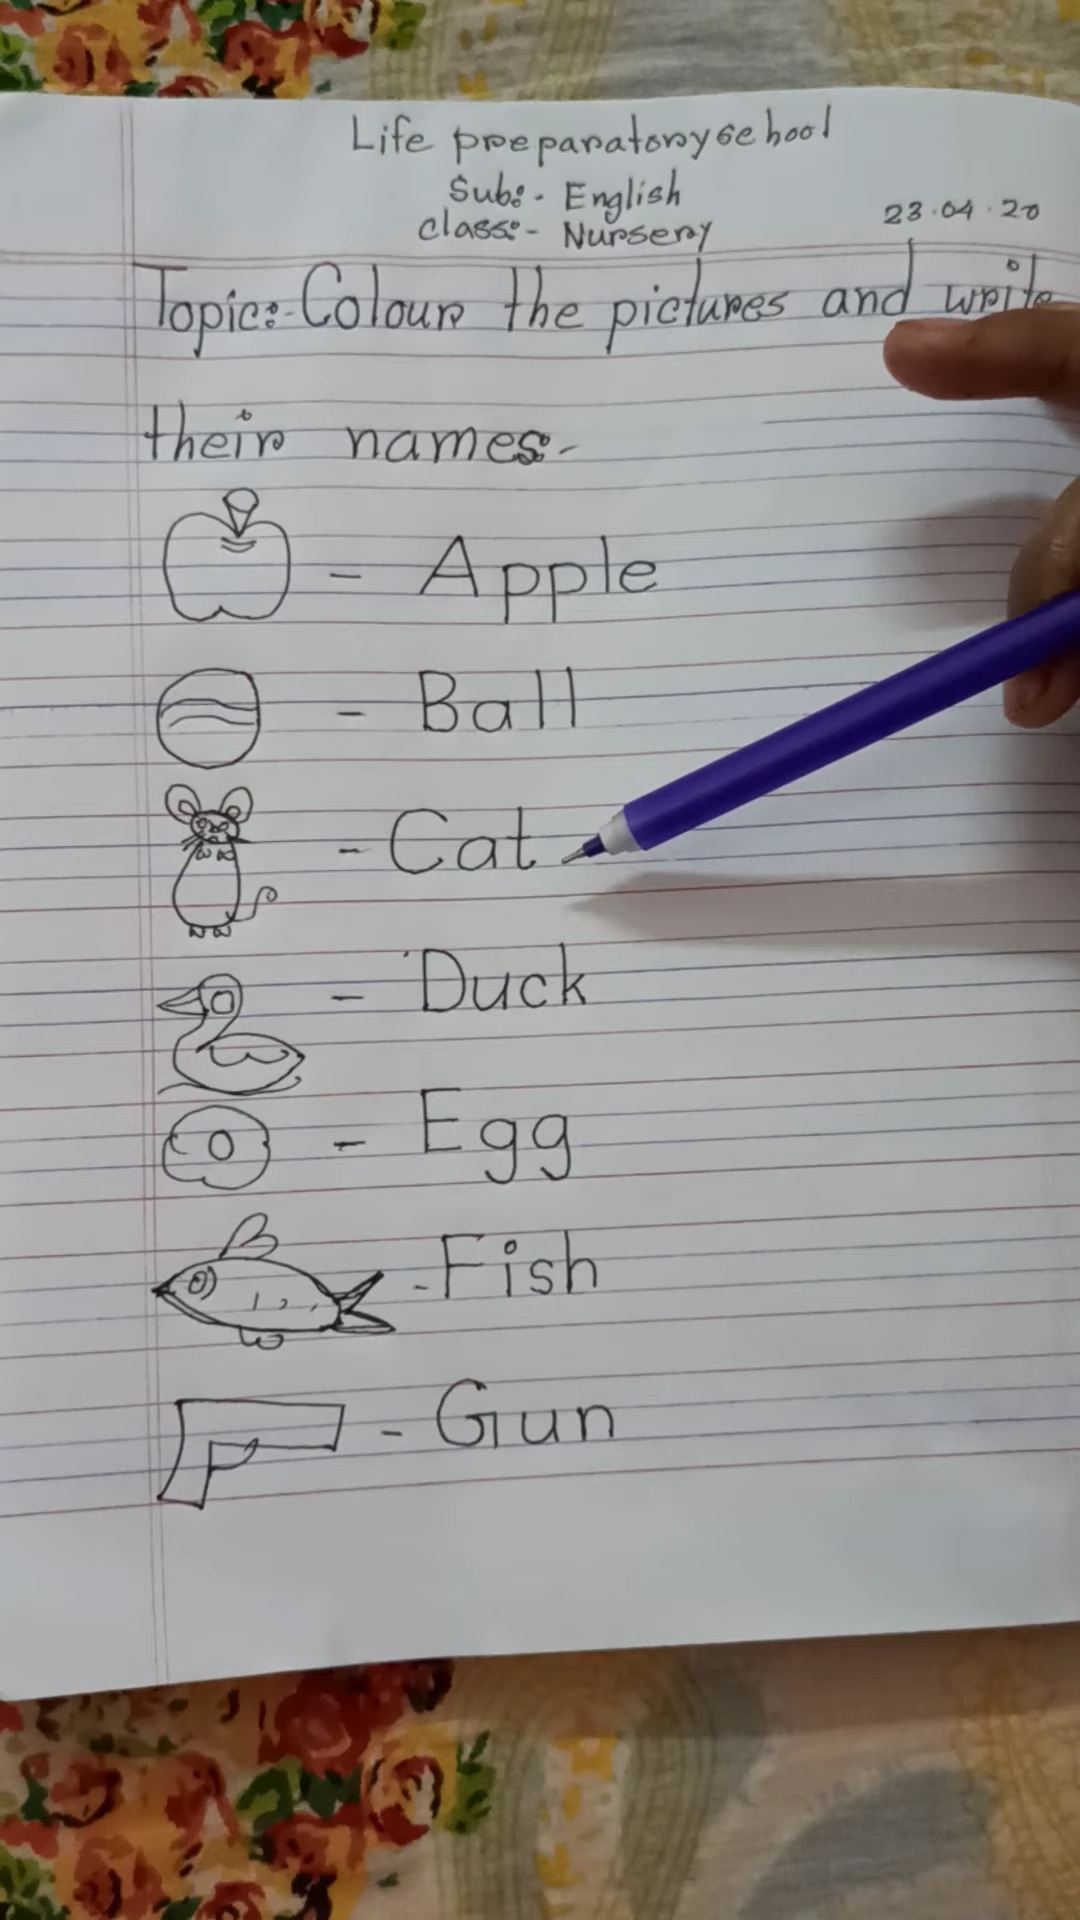 Life preparatory school
Sub:- English
class:- Nursery
23.04.20
Topic:- Colour the pictures and write
their names:-
- Apple
- Ball
- Cat
- Duck
- Egg
- Fish
- Gun